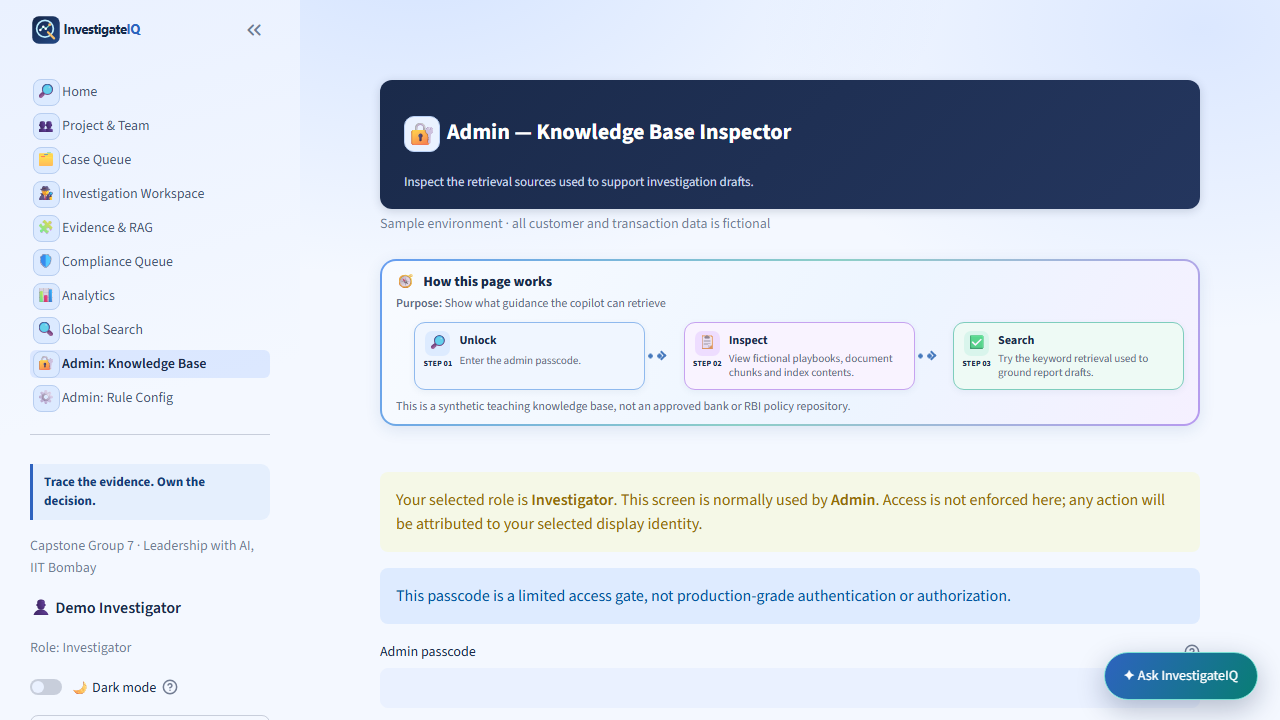 InvestigateIQ
Home
Project & Team
Case Queue
Investigation Workspace
Evidence & RAG
Compliance Queue
Analytics
Global Search
Admin: Knowledge Base
Admin: Rule Config
Trace the evidence. Own the
decision.
Capstone Group 7 · Leadership with AI,
IIT Bombay
Demo Investigator
Role: Investigator
Dark mode
Admin — Knowledge Base Inspector
Inspect the retrieval sources used to support investigation drafts.
Sample environment · all customer and transaction data is fictional
How this page works
Purpose: Show what guidance the copilot can retrieve
STEP 01
Unlock
Enter the admin passcode.
STEP 02
Inspect
View fictional playbooks, document
chunks and index contents.
STEP 03
Search
Try the keyword retrieval used to
ground report drafts.
This is a synthetic teaching knowledge base, not an approved bank or RBI policy repository.
Your selected role is Investigator. This screen is normally used by Admin. Access is not enforced here; any action will
be attributed to your selected display identity.
This passcode is a limited access gate, not production-grade authentication or authorization.
Admin passcode
✦ Ask InvestigateIQ